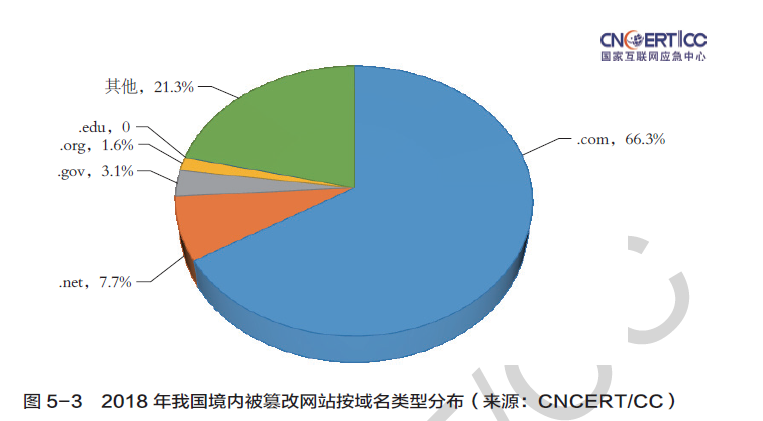 CNCERT/CC
国家互联网应急中心
其他，21.3%
.edu，0
.org，1.6%
.gov，3.1%
.net，7.7%
.com，66.3%
图 5-3 2018 年我国境内被篡改网站按域名类型分布（来源：CNCERT/CC）